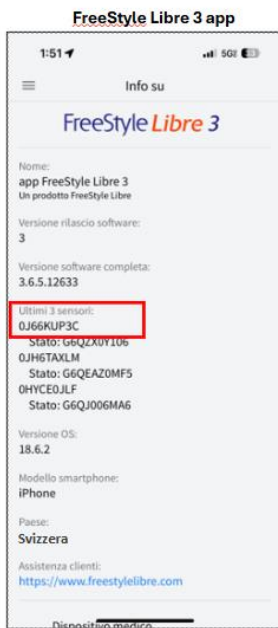 FreeStyle Libre 3 app
1:51
5G
Info su
FreeStyle Libre 3
Nome:
app FreeStyle Libre 3
Un prodotto FreeStyle Libre
Versione rilascio software:
3
Versione software completa:
3.6.5.12633
Ultimi 3 sensori:
0J66KUP3C
Stato: G6QZX0Y106
0JH6TAXLM
Stato: G6QEAZ0MF5
0HYCE0JLF
Stato: G6QJ006MA6
Versione OS:
18.6.2
Modello smartphone:
iPhone
Paese:
Svizzera
Assistenza clienti:
https://www.freestylelibre.com
Dispositivo medico